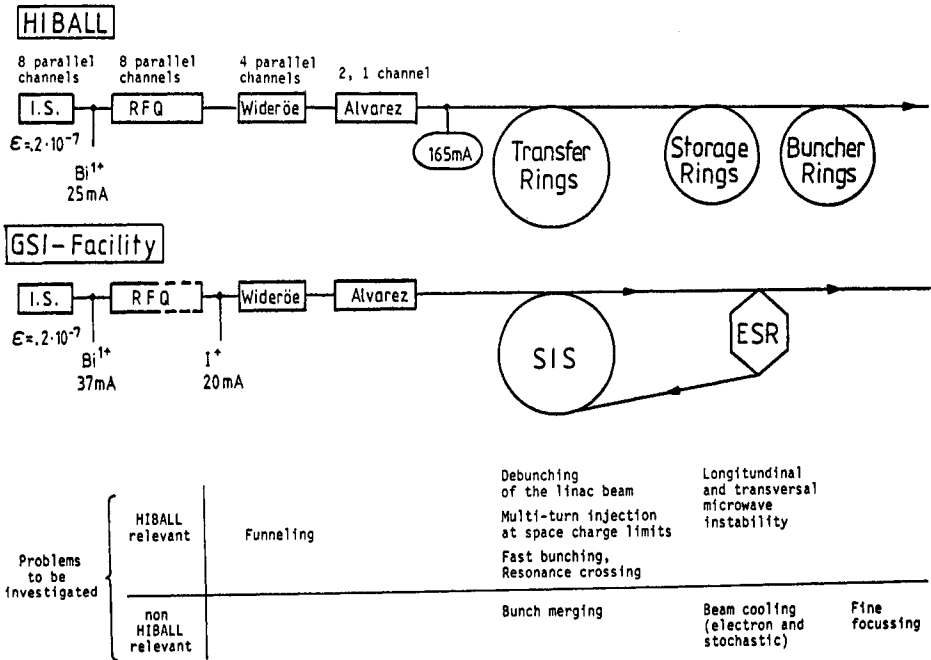 HIBALL
8 parallel channels
8 parallel channels
4 parallel channels
2, 1 channel
I.S.
RFQ
Wideröe
Alvarez
ε=.2·10⁻⁷
Bi¹⁺
25mA
165mA
Transfer Rings
Storage Rings
Buncher Rings
GSI-Facility
I.S.
RFQ
Wideröe
Alvarez
ε=.2·10⁻⁷
Bi¹⁺
37mA
I⁺
20mA
SIS
ESR
Problems to be investigated
HIBALL relevant
Funneling
Debunching of the linac beam
Multi-turn injection at space charge limits
Fast bunching, Resonance crossing
Longitundinal and transversal microwave instability
non HIBALL relevant
Bunch merging
Beam cooling (electron and stochastic)
Fine focussing